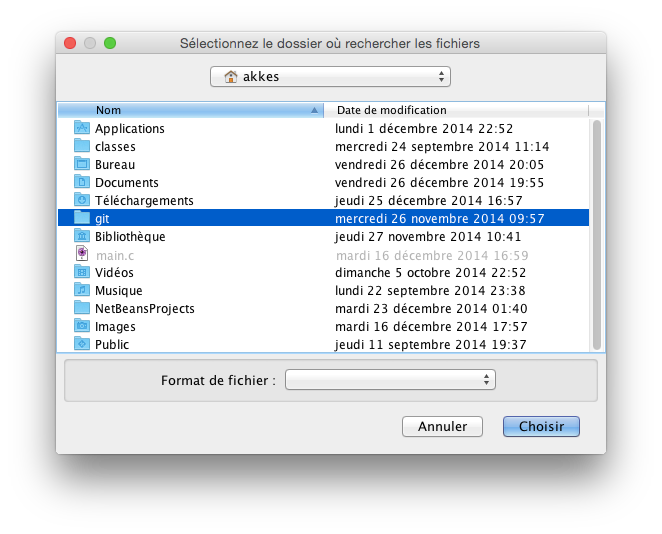 Sélectionnez le dossier où rechercher les fichiers
akkes
Nom Date de modification
Applications lundi 1 décembre 2014 22:52
classes mercredi 24 septembre 2014 11:14
Bureau vendredi 26 décembre 2014 20:05
Documents vendredi 26 décembre 2014 19:55
Téléchargements jeudi 25 décembre 2014 16:57
git mercredi 26 novembre 2014 09:57
Bibliothèque jeudi 27 novembre 2014 10:41
main.c mardi 16 décembre 2014 16:59
Vidéos dimanche 5 octobre 2014 22:52
Musique lundi 22 septembre 2014 23:38
NetBeansProjects mardi 23 décembre 2014 01:40
Images mardi 16 décembre 2014 17:57
Public jeudi 11 septembre 2014 19:37
Format de fichier :
Annuler Choisir